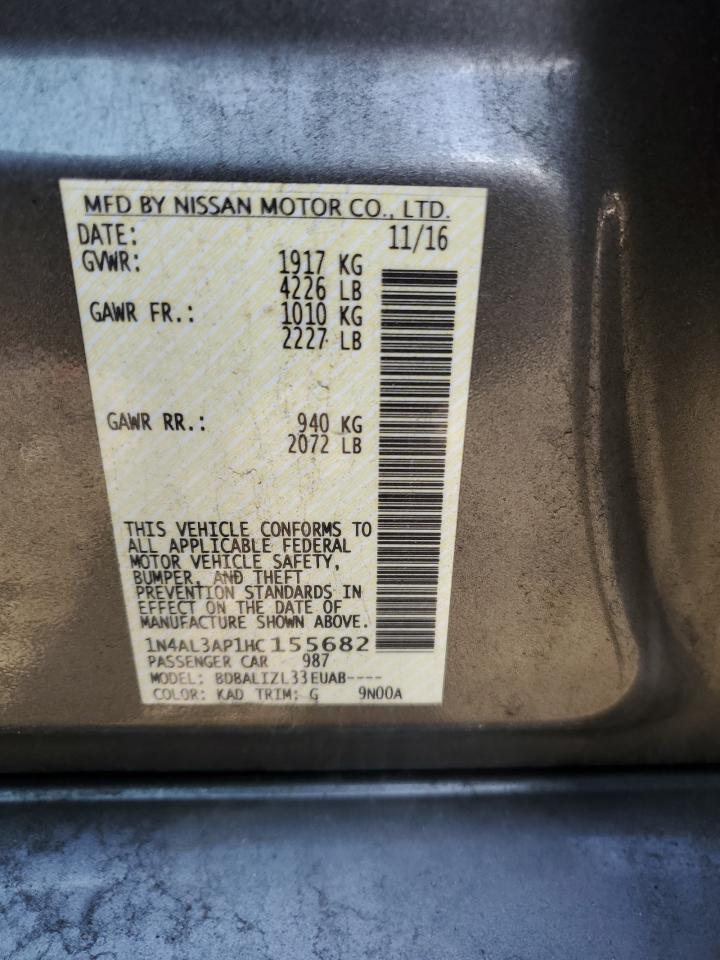 MFD BY NISSAN MOTOR CO., LTD.
DATE: 11/16
GVWR: 1917 KG
4226 LB
GAWR FR.: 1010 KG
2227 LB
GAWR RR.: 940 KG
2072 LB
THIS VEHICLE CONFORMS TO
ALL APPLICABLE FEDERAL
MOTOR VEHICLE SAFETY,
BUMPER, AND THEFT
PREVENTION STANDARDS IN
EFFECT ON THE DATE OF
MANUFACTURE SHOWN ABOVE.
1N4AL3AP1HC155682
PASSENGER CAR 987
MODEL: BDBALIZL33EUAB----
COLOR: KAD TRIM: G 9N00A